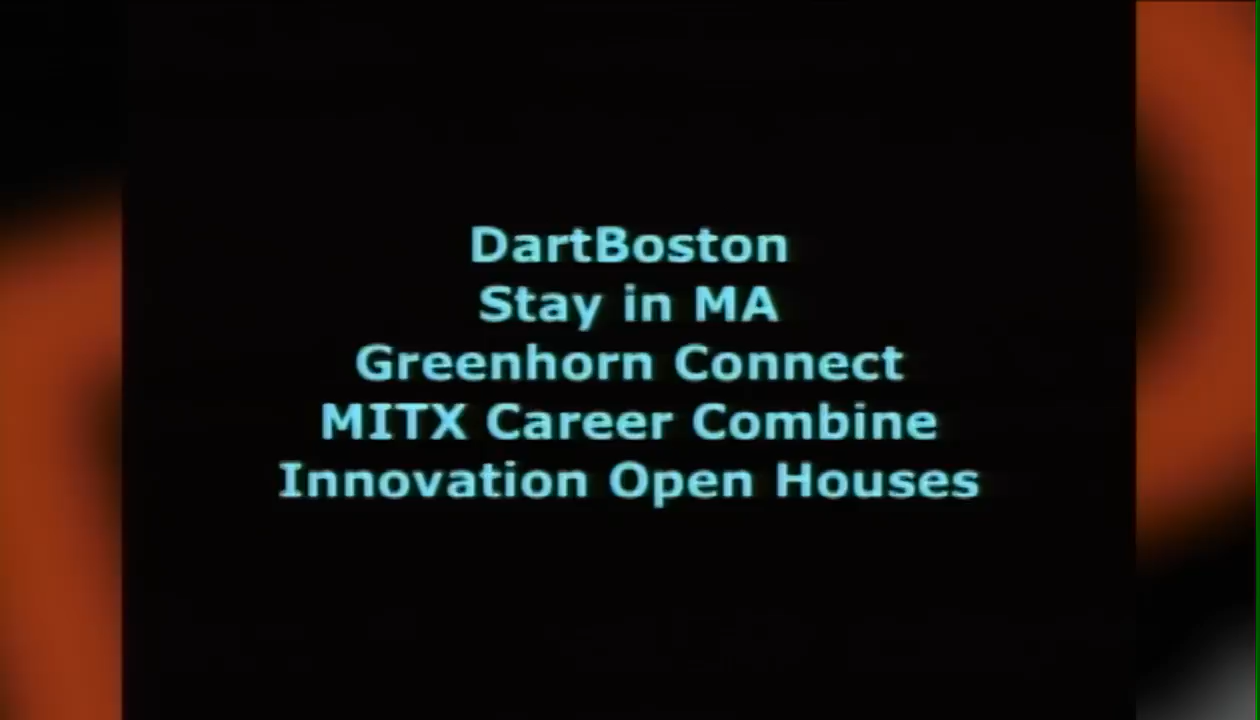 DartBoston
Stay in MA
Greenhorn Connect
MITX Career Combine
Innovation Open Houses